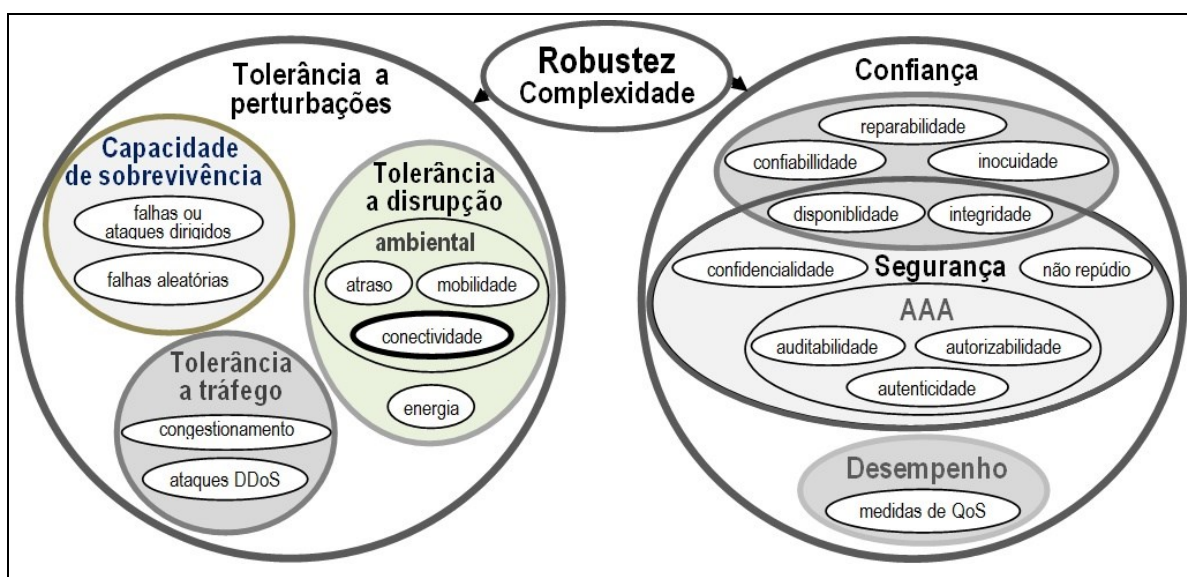 Robustez
Complexidade
Tolerância a
perturbações
Capacidade
de sobrevivência
falhas ou
ataques dirigidos
falhas aleatórias
Tolerância
a disrupção
ambiental
atraso
mobilidade
conectividade
energia
Tolerância
a tráfego
congestionamento
ataques DDoS
Confiança
reparabilidade
confiabillidade
inocuidade
disponiblidade
integridade
confidencialidade
Segurança
não repúdio
AAA
auditabilidade
autorizabilidade
autenticidade
Desempenho
medidas de QoS